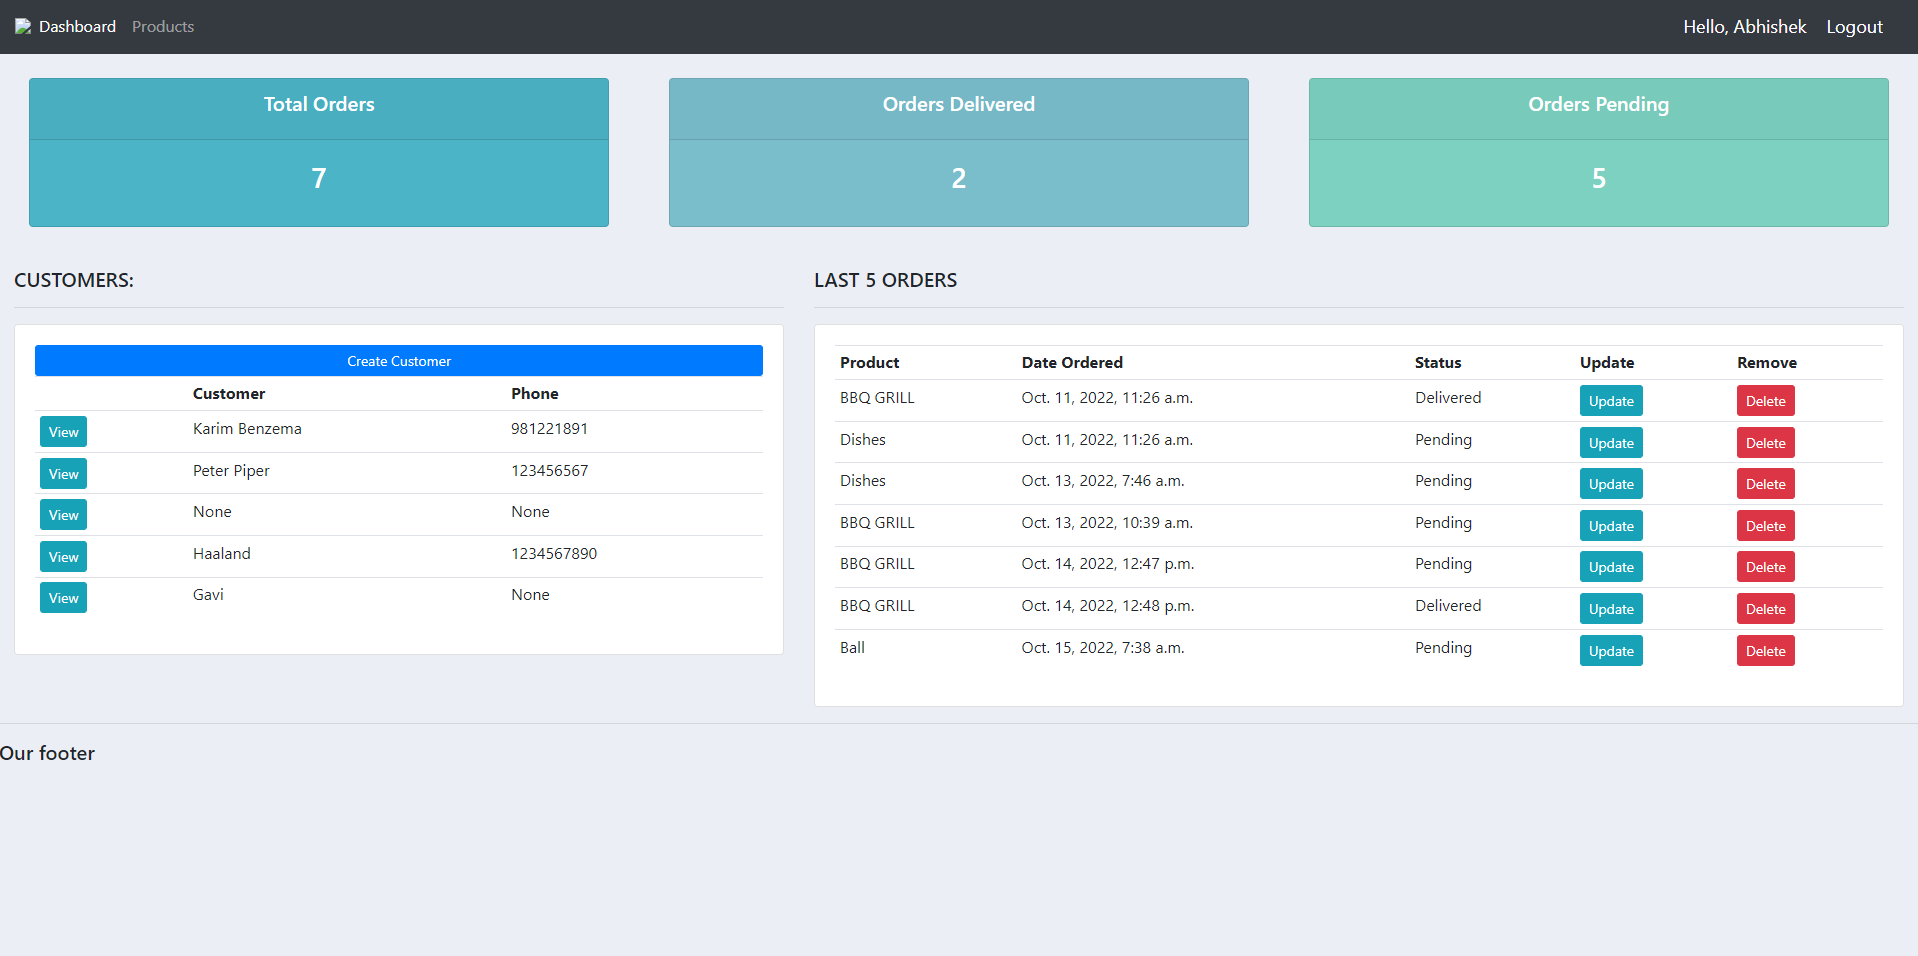 Dashboard Products Hello, Abhishek Logout
Total Orders
7
Orders Delivered
2
Orders Pending
5
CUSTOMERS:
Create Customer
Customer Phone
View Karim Benzema 981221891
View Peter Piper 123456567
View None None
View Haaland 1234567890
View Gavi None
LAST 5 ORDERS
Product Date Ordered Status Update Remove
BBQ GRILL Oct. 11, 2022, 11:26 a.m. Delivered Update Delete
Dishes Oct. 11, 2022, 11:26 a.m. Pending Update Delete
Dishes Oct. 13, 2022, 7:46 a.m. Pending Update Delete
BBQ GRILL Oct. 13, 2022, 10:39 a.m. Pending Update Delete
BBQ GRILL Oct. 14, 2022, 12:47 p.m. Pending Update Delete
BBQ GRILL Oct. 14, 2022, 12:48 p.m. Delivered Update Delete
Ball Oct. 15, 2022, 7:38 a.m. Pending Update Delete
Our footer